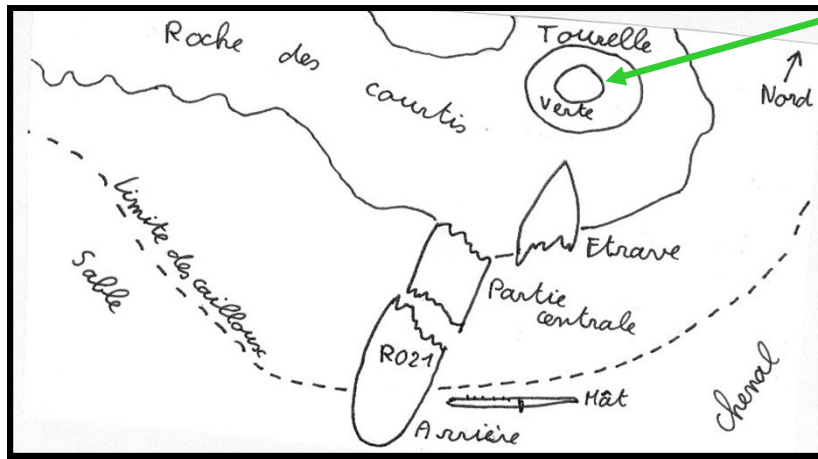 Roche des courtis
Tourelle
Verte
Nord
Limite des cailloux
Sable
Etrave
Partie
centrale
R021
Mât
Arrière
chenal